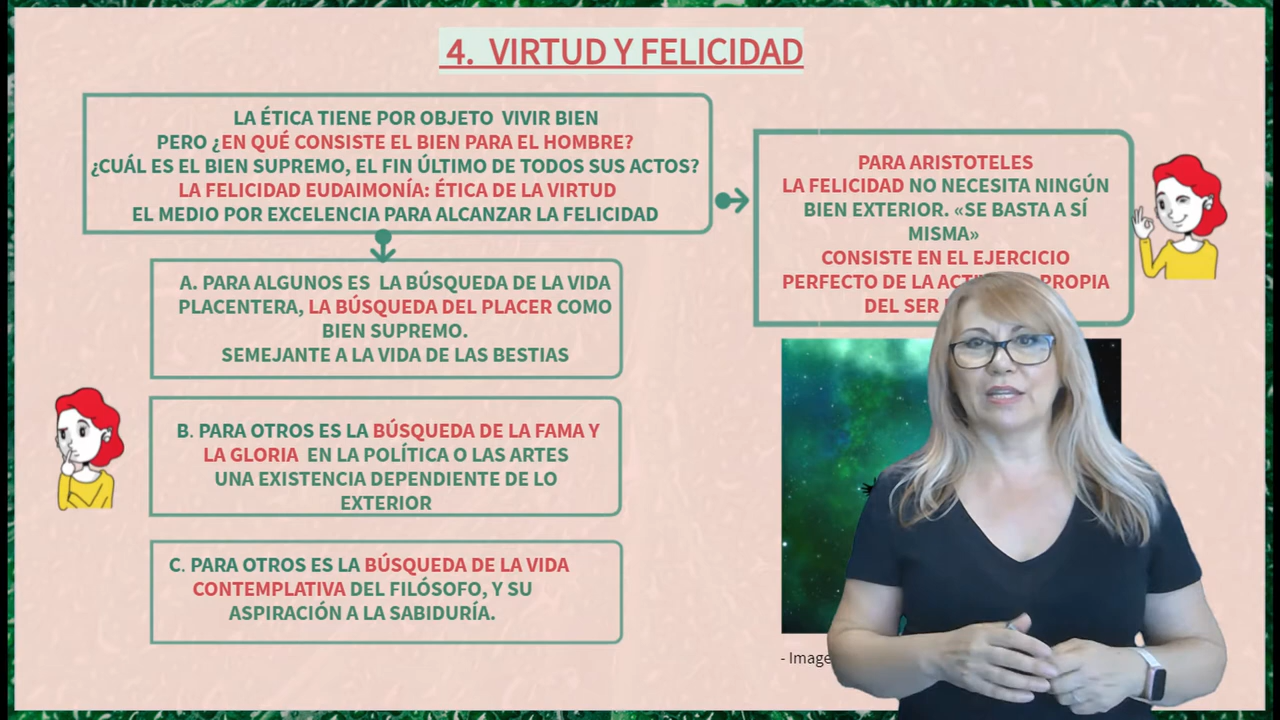 4. VIRTUD Y FELICIDAD
LA ÉTICA TIENE POR OBJETO VIVIR BIEN
PERO ¿EN QUÉ CONSISTE EL BIEN PARA EL HOMBRE?
¿CUÁL ES EL BIEN SUPREMO, EL FIN ÚLTIMO DE TODOS SUS ACTOS?
LA FELICIDAD EUDAIMONÍA: ÉTICA DE LA VIRTUD
EL MEDIO POR EXCELENCIA PARA ALCANZAR LA FELICIDAD
PARA ARISTOTELES
LA FELICIDAD NO NECESITA NINGÚN
BIEN EXTERIOR. «SE BASTA A SÍ
MISMA»
CONSISTE EN EL EJERCICIO
PERFECTO DE LA PROPIA
DEL SER
A. PARA ALGUNOS ES LA BÚSQUEDA DE LA VIDA
PLACENTERA, LA BÚSQUEDA DEL PLACER COMO
BIEN SUPREMO.
SEMEJANTE A LA VIDA DE LAS BESTIAS
B. PARA OTROS ES LA BÚSQUEDA DE LA FAMA Y
LA GLORIA EN LA POLÍTICA O LAS ARTES
UNA EXISTENCIA DEPENDIENTE DE LO
EXTERIOR
C. PARA OTROS ES LA BÚSQUEDA DE LA VIDA
CONTEMPLATIVA DEL FILÓSOFO, Y SU
ASPIRACIÓN A LA SABIDURÍA.
- Image